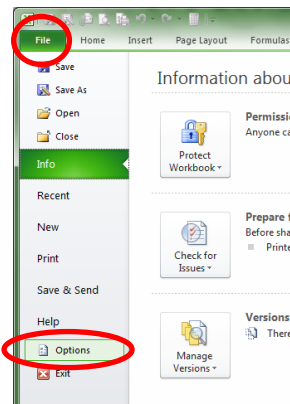 File Home Insert Page Layout Formulas
Save
Save As
Open
Close
Info
Recent
New
Print
Save & Send
Help
Options
Exit
Information abou
Protect
Workbook
Permissi
Anyone ca
Check for
Issues
Prepare f
Before sha
Printe
Manage
Versions
Versions
There